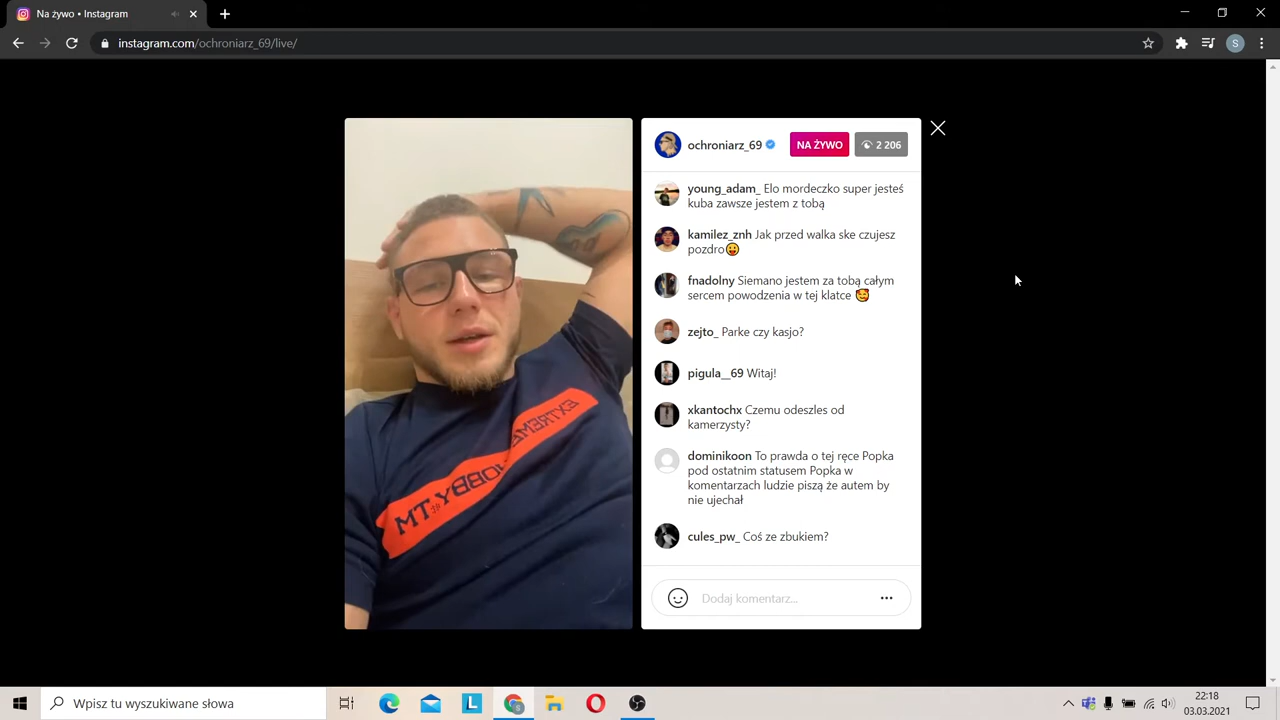 Na żywo • Instagram
instagram.com/ochroniarz_69/live/
S
ochroniarz_69
NA ŻYWO
2 206
young_adam_ Elo mordeczko super jesteś
kuba zawsze jestem z tobą
kamilez_znh Jak przed walka ske czujesz
pozdro
fnadolny Siemano jestem za tobą całym
sercem powodzenia w tej klatce
zejto_ Parke czy kasjo?
pigula__69 Witaj!
xkantochx Czemu odeszles od
kamerzysty?
dominikoon To prawda o tej ręce Popka
pod ostatnim statusem Popka w
komentarzach ludzie piszą że autem by
nie ujechał
cules_pw_ Coś ze zbukiem?
Dodaj komentarz...
EXTREME
HOBBY.TM
Wpisz tu wyszukiwane słowa
L
S
22:18
03.03.2021